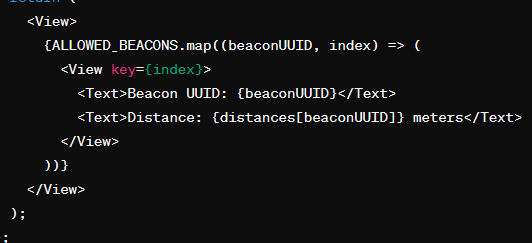 <View>
{ALLOWED_BEACONS.map((beaconUUID, index) => (
<View key={index}>
<Text>Beacon UUID: {beaconUUID}</Text>
<Text>Distance: {distances[beaconUUID]} meters</Text>
</View>
))}
</View>
);
;